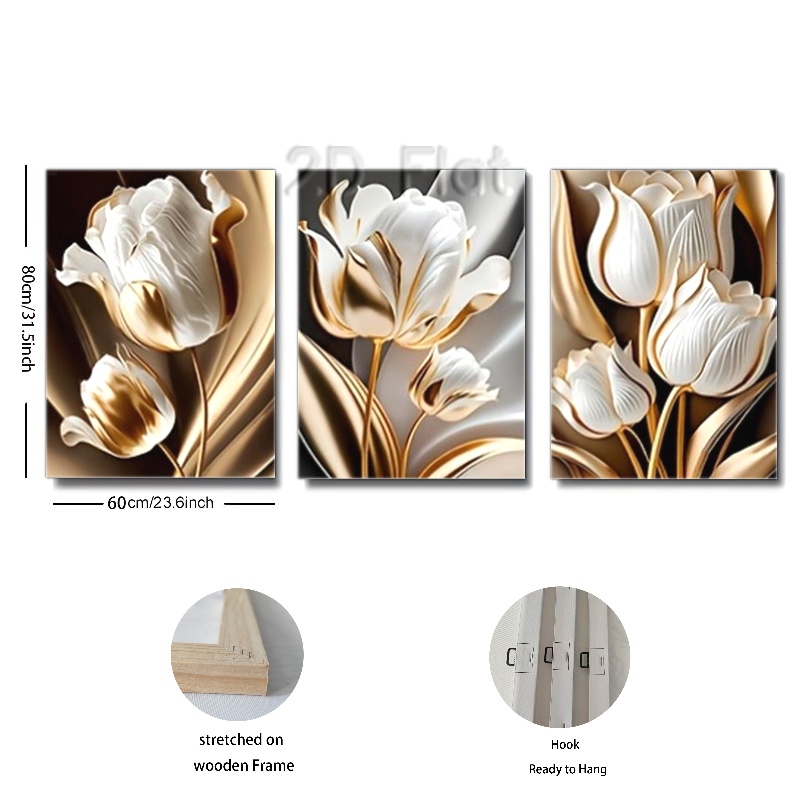 2D Flat
80cm/31.5inch
60cm/23.6inch
stretched on
wooden Frame
Hook
Ready to Hang